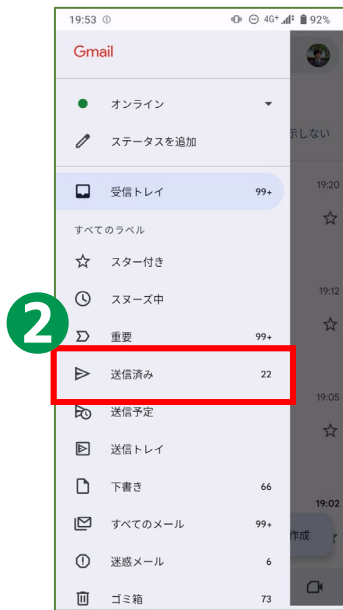 19:53 4G+ 92%
Gmail
オンライン
ステータスを追加
示しない
受信トレイ 99+
19:20
すべてのラベル
スター付き
スヌーズ中
19:12
2
重要 99+
送信済み 22
19:05
送信予定
送信トレイ
下書き 66
19:02
すべてのメール 99+
作成
迷惑メール 6
ゴミ箱 73